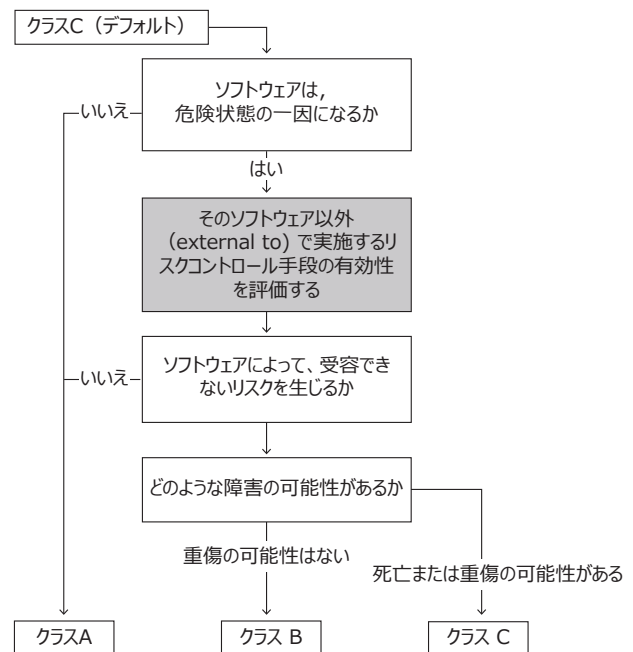 クラスC（デフォルト）
ソフトウェアは，
危険状態の一因になるか
いいえ
はい
そのソフトウェア以外
（external to) で実施するリ
スクコントロール手段の有効性
を評価する
ソフトウェアによって、受容でき
ないリスクを生じるか
いいえ
どのような障害の可能性があるか
重傷の可能性はない
死亡または重傷の可能性がある
クラスA
クラス B
クラス C